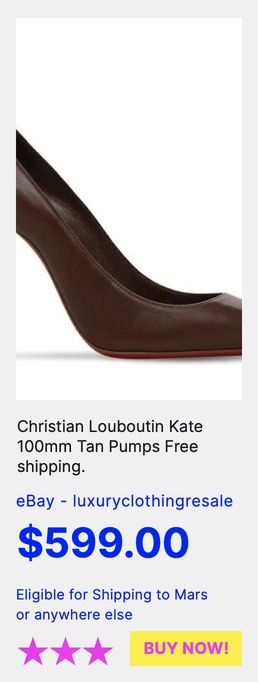 Christian Louboutin Kate
100mm Tan Pumps Free
shipping.
eBay - luxuryclothingresale
$599.00
Eligible for Shipping to Mars
or anywhere else
BUY NOW!